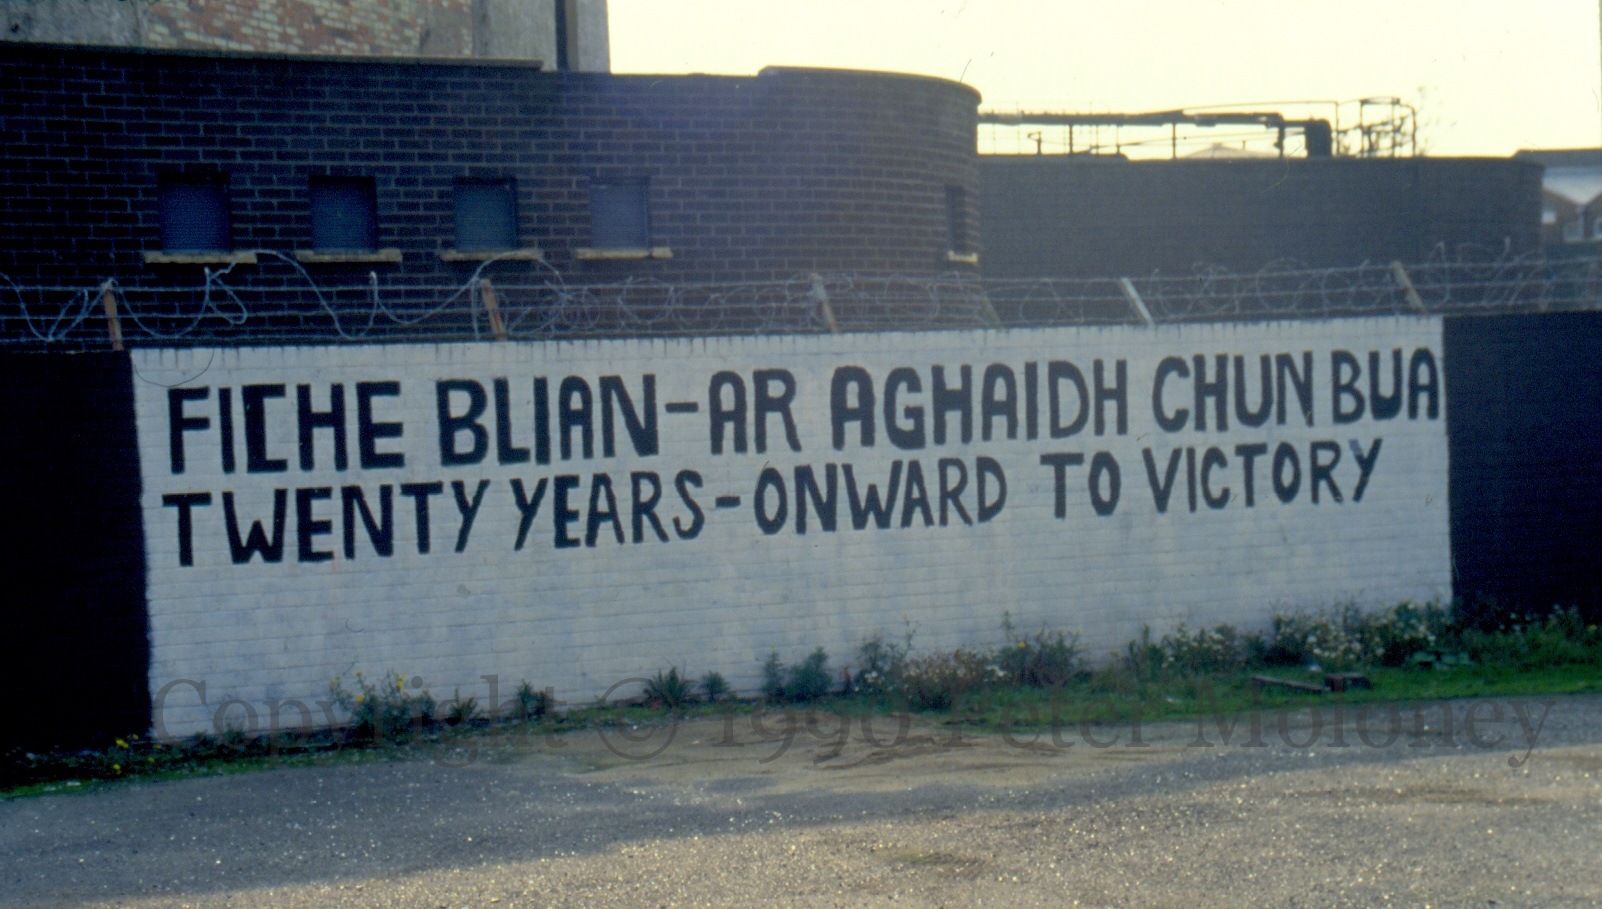 FICHE BLIAN-AR AGHAIDH CHUN BUA
TWENTY YEARS-ONWARD TO VICTORY
Copyright © 1990 Peter Moloney